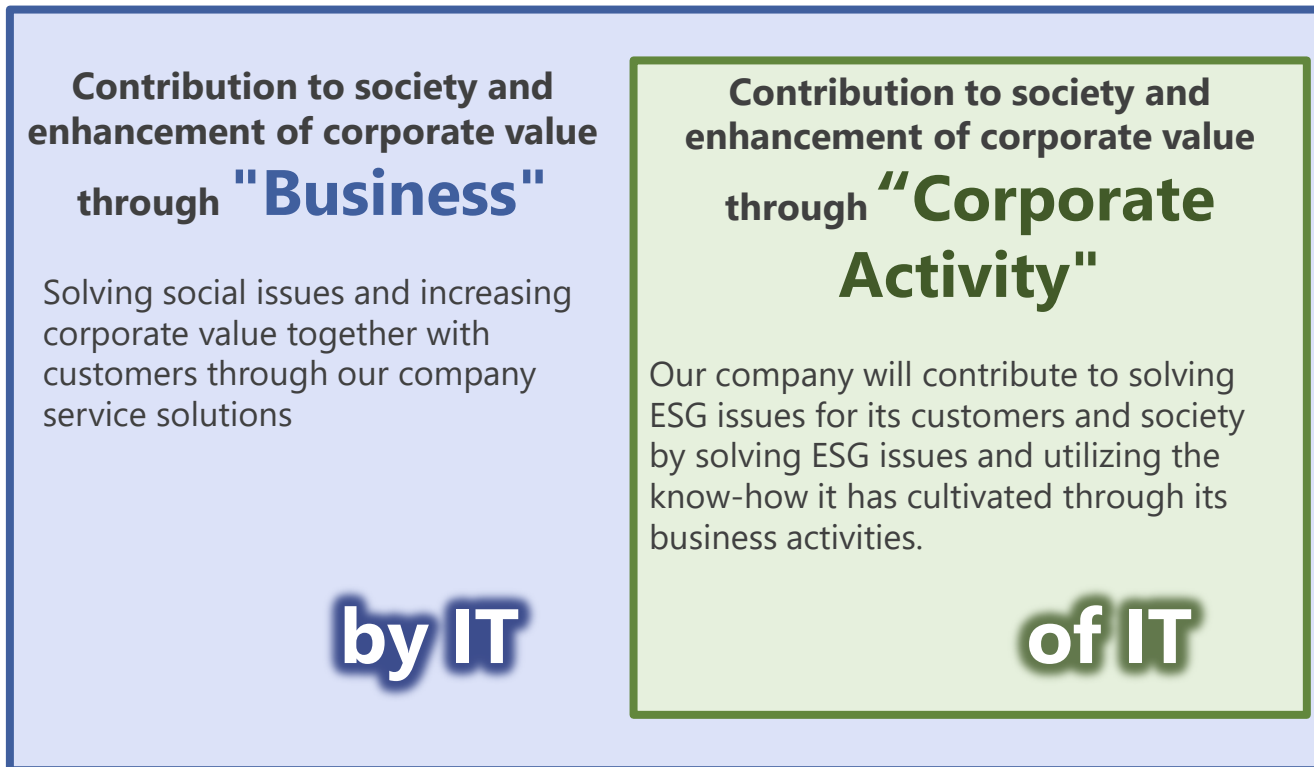 Contribution to society and
enhancement of corporate value
through "Business"
Solving social issues and increasing
corporate value together with
customers through our company
service solutions
by IT
Contribution to society and
enhancement of corporate value
through “Corporate
Activity"
Our company will contribute to solving
ESG issues for its customers and society
by solving ESG issues and utilizing the
know-how it has cultivated through its
business activities.
of IT